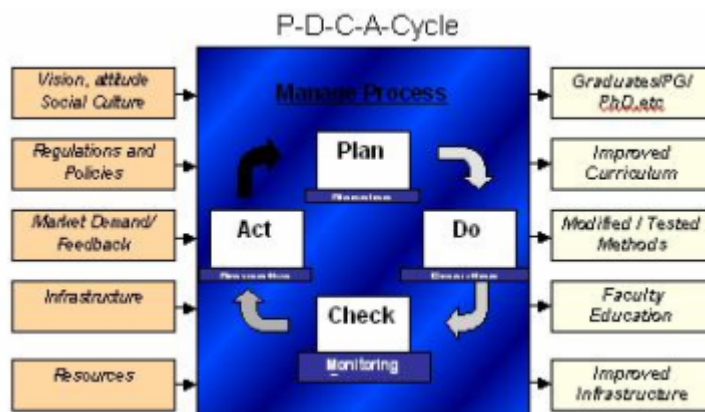 P-D-C-A-Cycle
Vision, attitude
Social Culture
Regulations and
Policies
Market Demand/
Feedback
Infrastructure
Resources
Manage Process
Plan
Planning
Act
Do
Check
Monitoring
Graduates/PG/
PhD,etc
Improved
Curriculum
Modified / Tested
Methods
Faculty
Education
Improved
Infrastructure